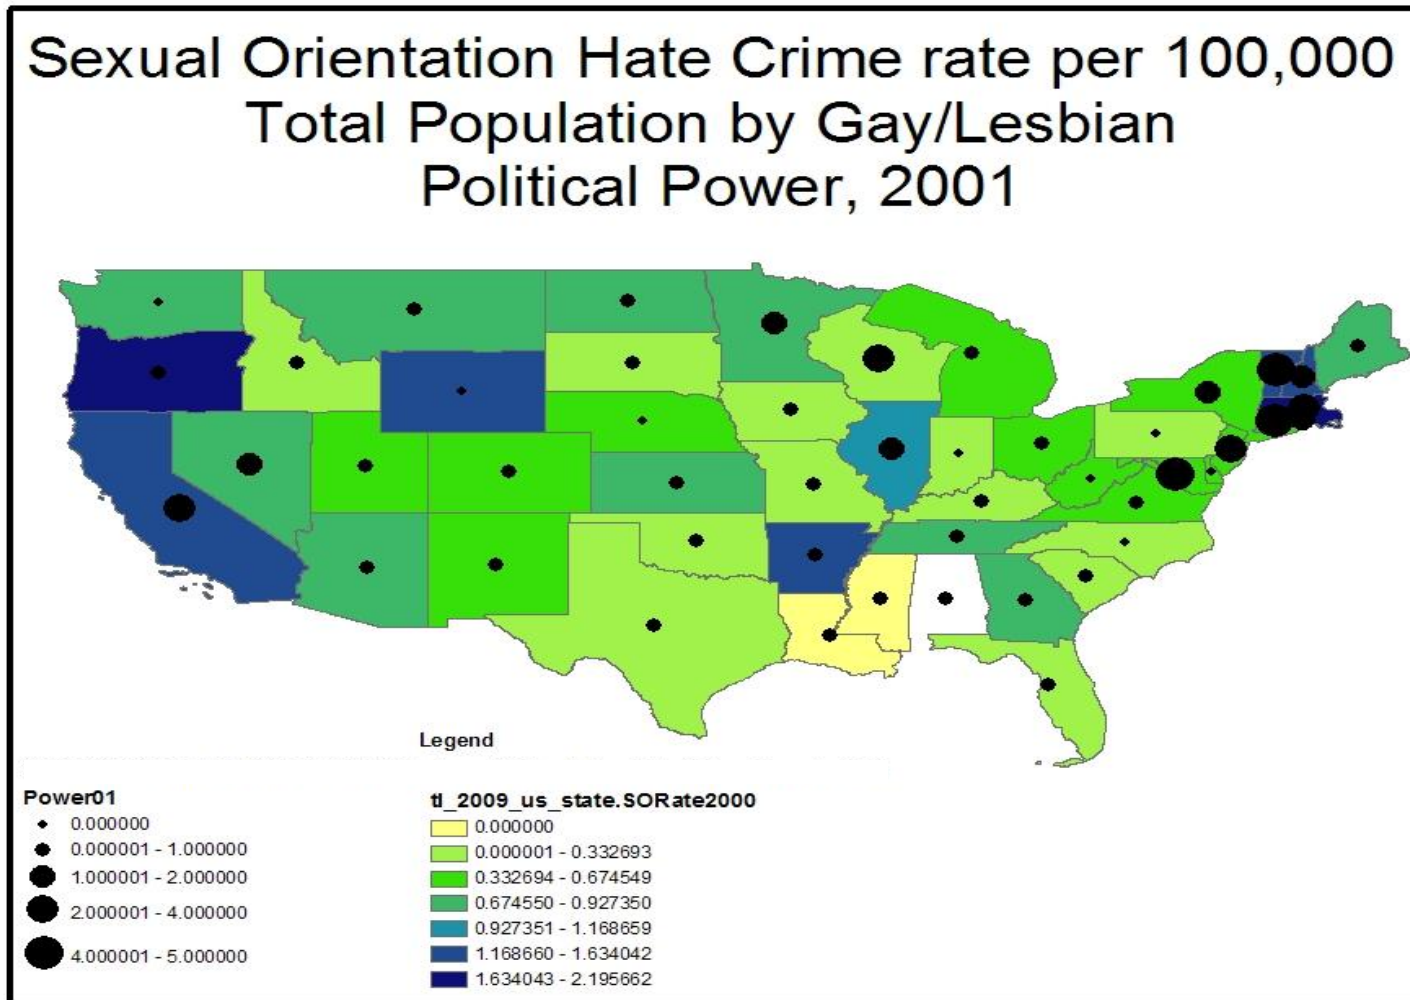 Sexual Orientation Hate Crime rate per 100,000
Total Population by Gay/Lesbian
Political Power, 2001
Legend
Power01
0.000000
0.000001 - 1.000000
1.000001 - 2.000000
2.000001 - 4.000000
4.000001 - 5.000000
tl_2009_us_state.SORate2000
0.000000
0.000001 - 0.332693
0.332694 - 0.674549
0.674550 - 0.927350
0.927351 - 1.168659
1.168660 - 1.634042
1.634043 - 2.195662